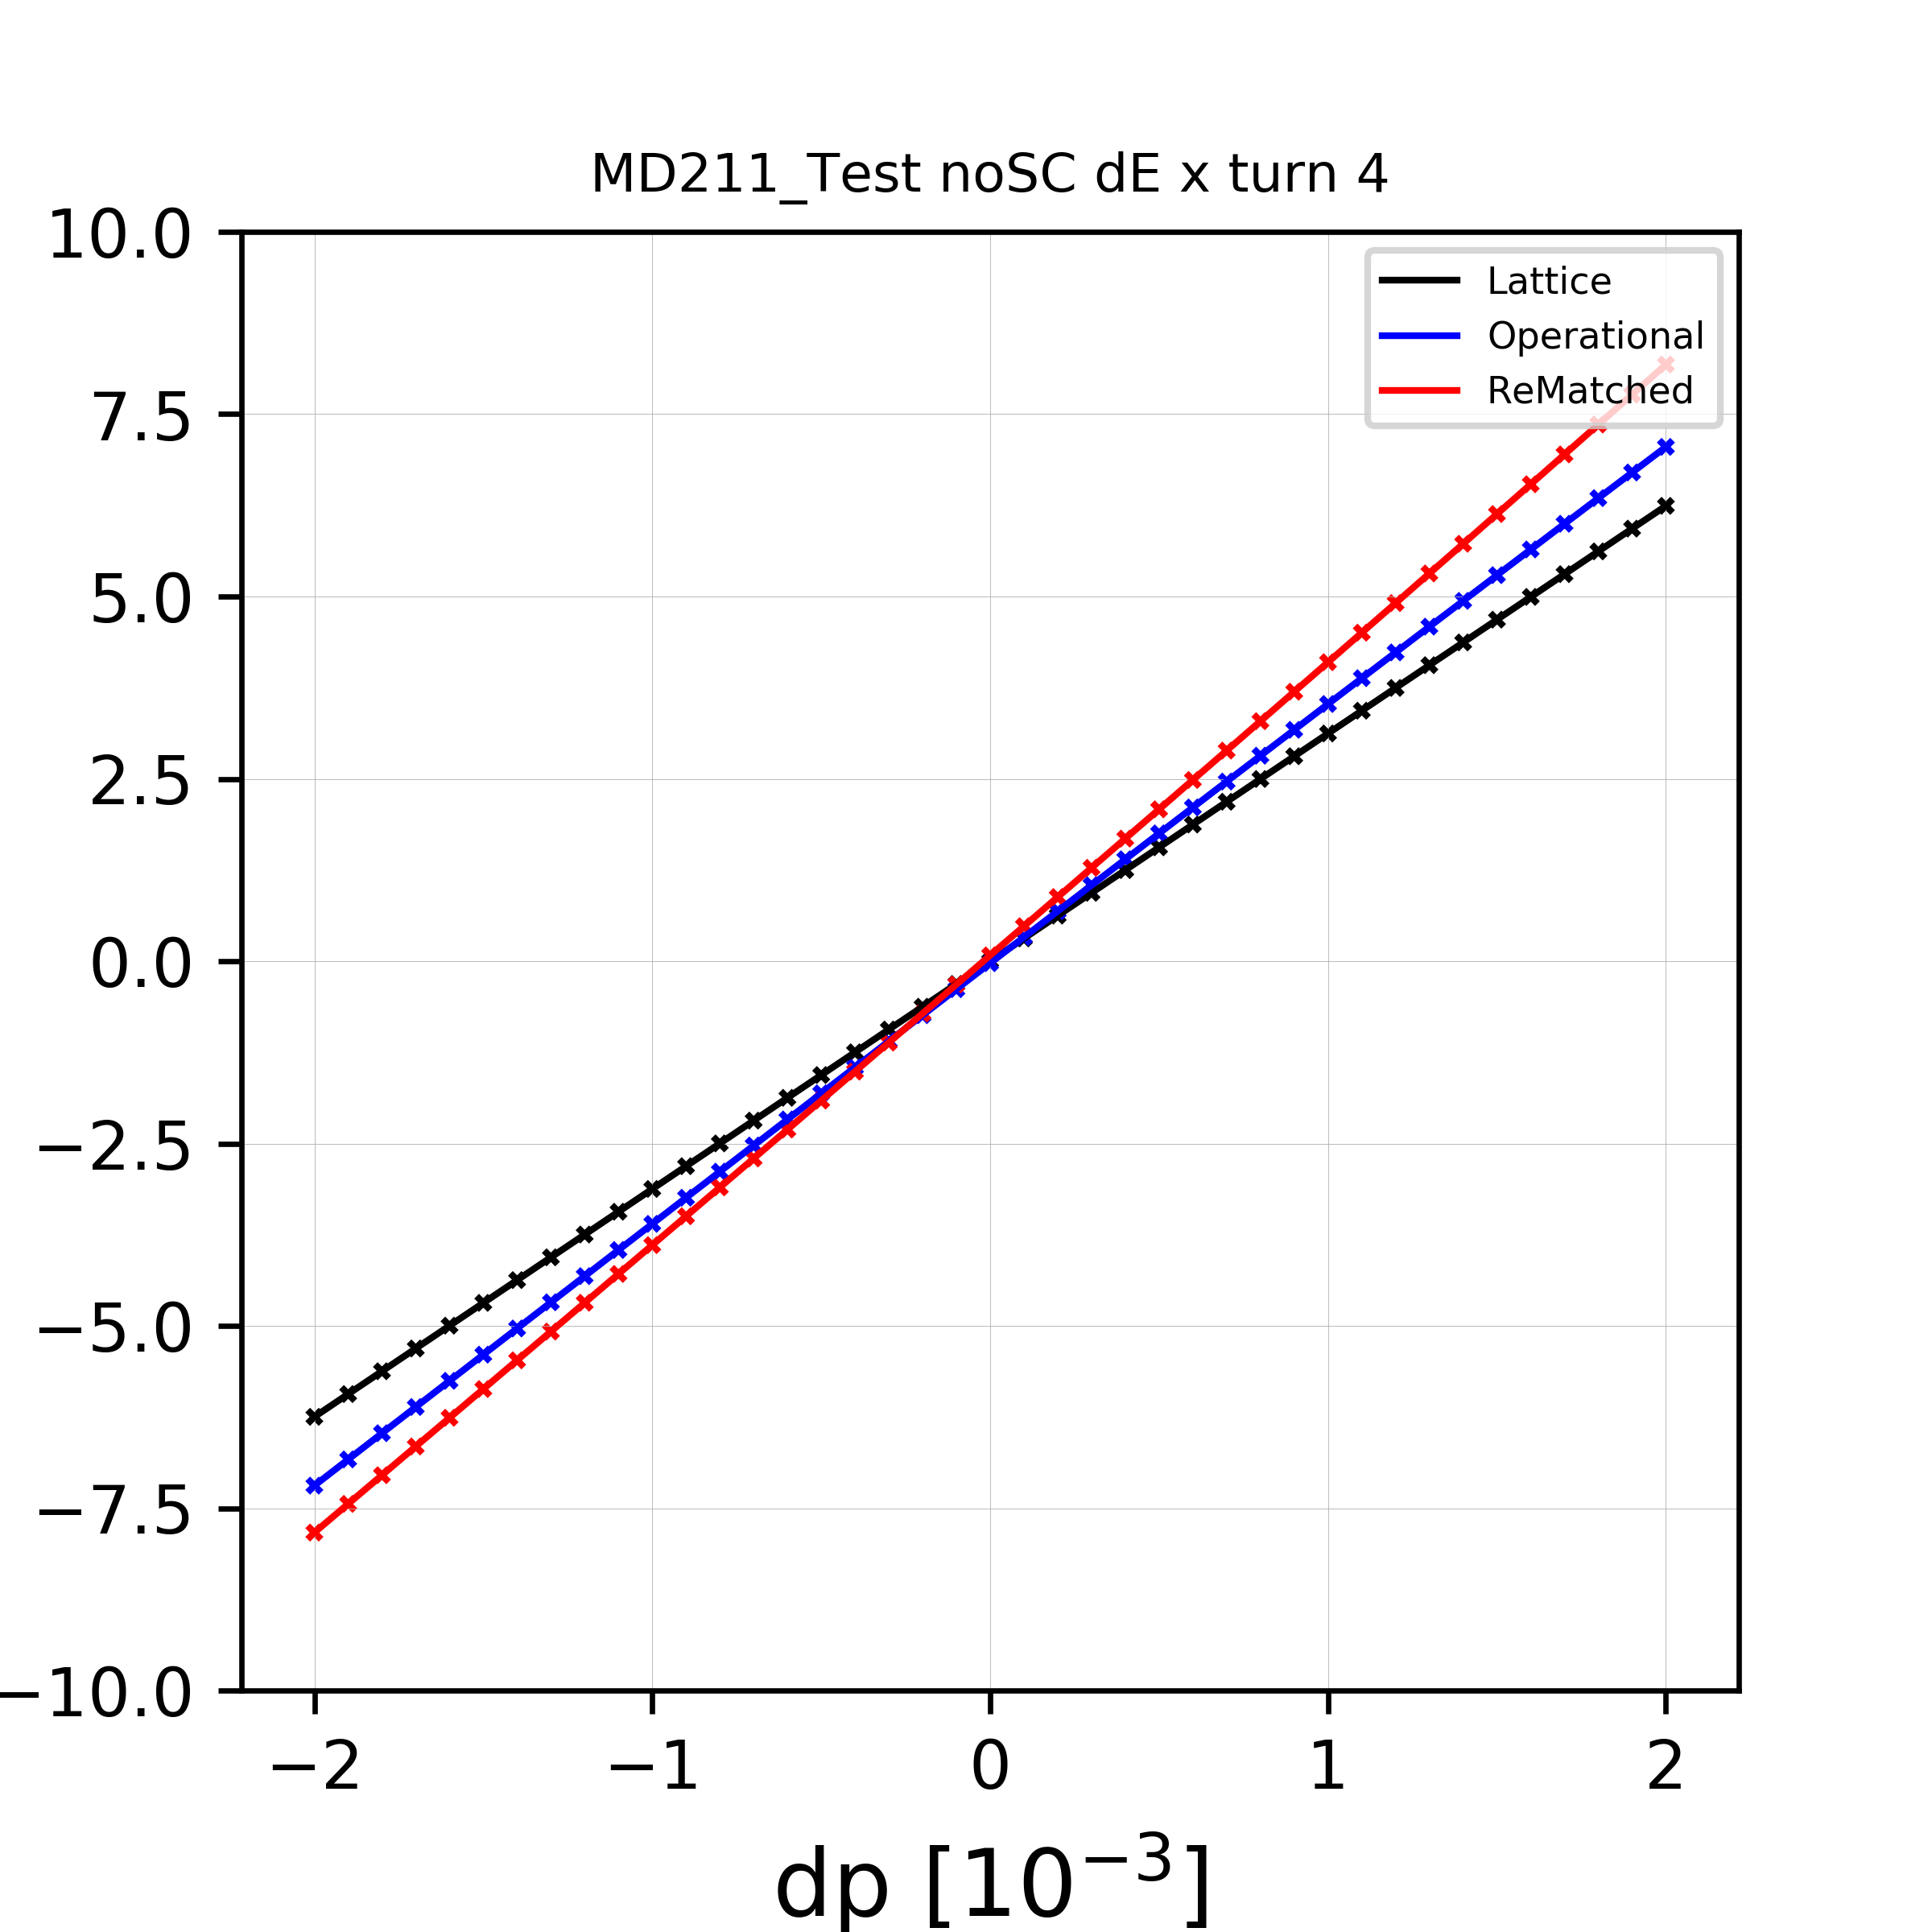 MD211_Test noSC dE x turn 4
10.0
7.5
5.0
2.5
0.0
−2.5
−5.0
−7.5
−10.0
Lattice
Operational
ReMatched
−2 −1 0 1 2
dp [10⁻³]